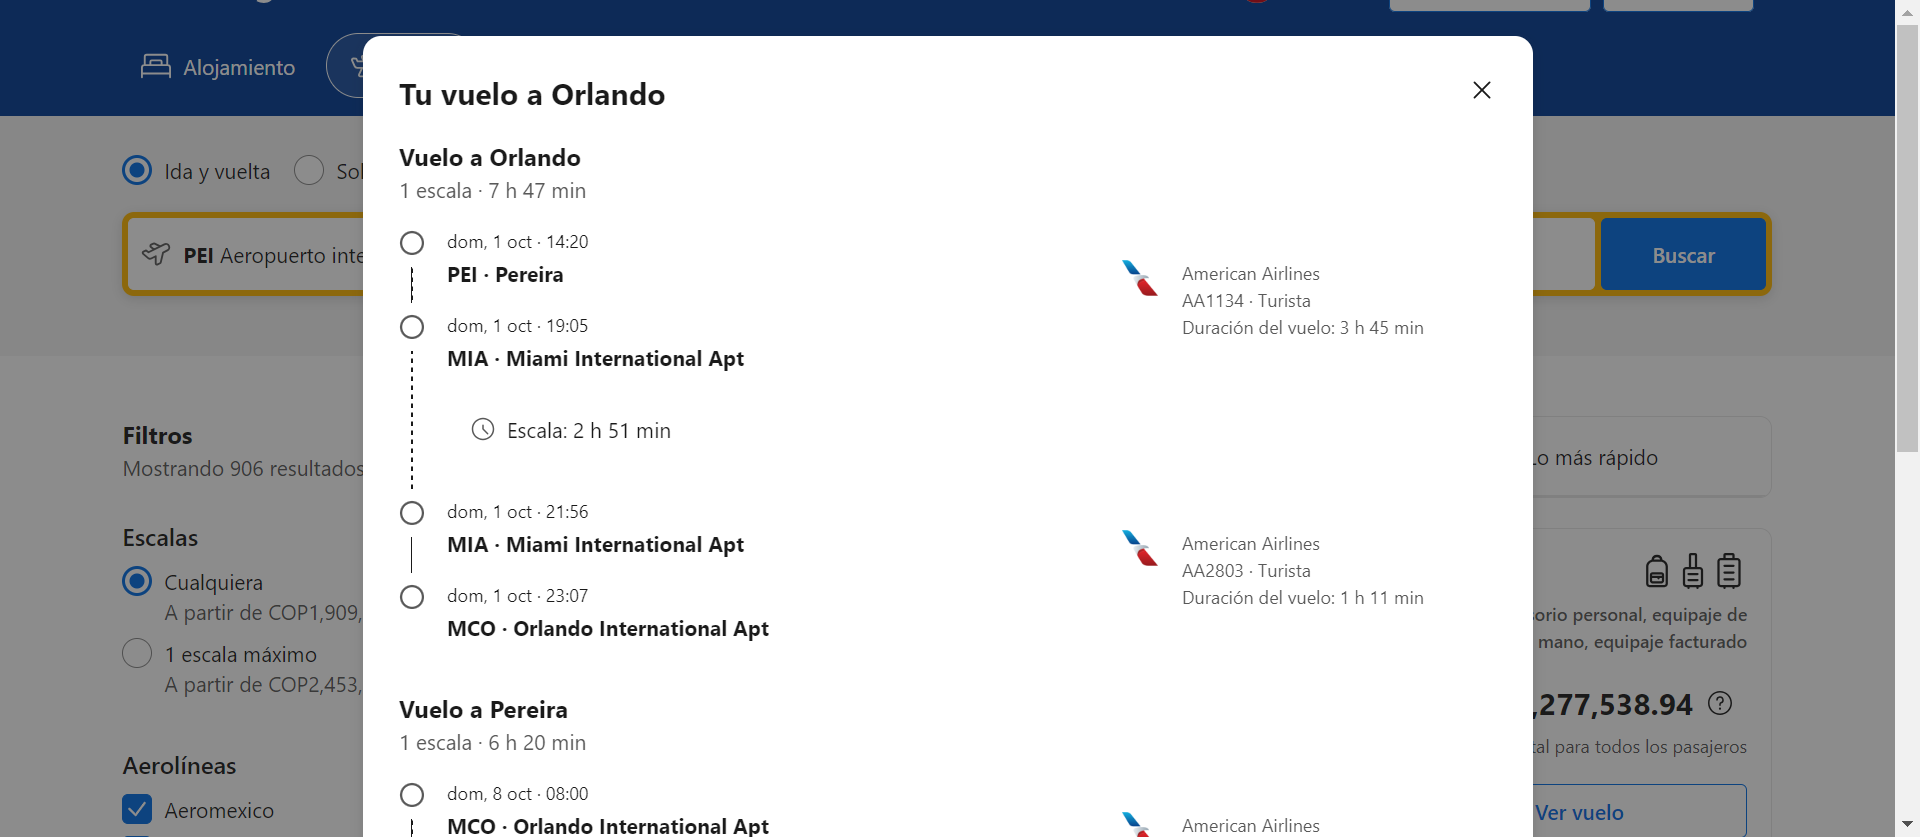 Alojamiento
Tu vuelo a Orlando
Vuelo a Orlando
1 escala · 7 h 47 min
dom, 1 oct · 14:20
PEI · Pereira
American Airlines
AA1134 · Turista
Duración del vuelo: 3 h 45 min
dom, 1 oct · 19:05
MIA · Miami International Apt
Escala: 2 h 51 min
dom, 1 oct · 21:56
MIA · Miami International Apt
American Airlines
AA2803 · Turista
Duración del vuelo: 1 h 11 min
dom, 1 oct · 23:07
MCO · Orlando International Apt
Vuelo a Pereira
1 escala · 6 h 20 min
dom, 8 oct · 08:00
MCO · Orlando International Apt
American Airlines
Ida y vuelta
PEI Aeropuerto
Buscar
Filtros
Mostrando 906 resultados
Escalas
Cualquiera
A partir de COP1,909,
1 escala máximo
A partir de COP2,453,
Aerolíneas
Aeromexico
Lo más rápido
personal, equipaje de
mano, equipaje facturado
,277,538.94
para todos los pasajeros
Ver vuelo